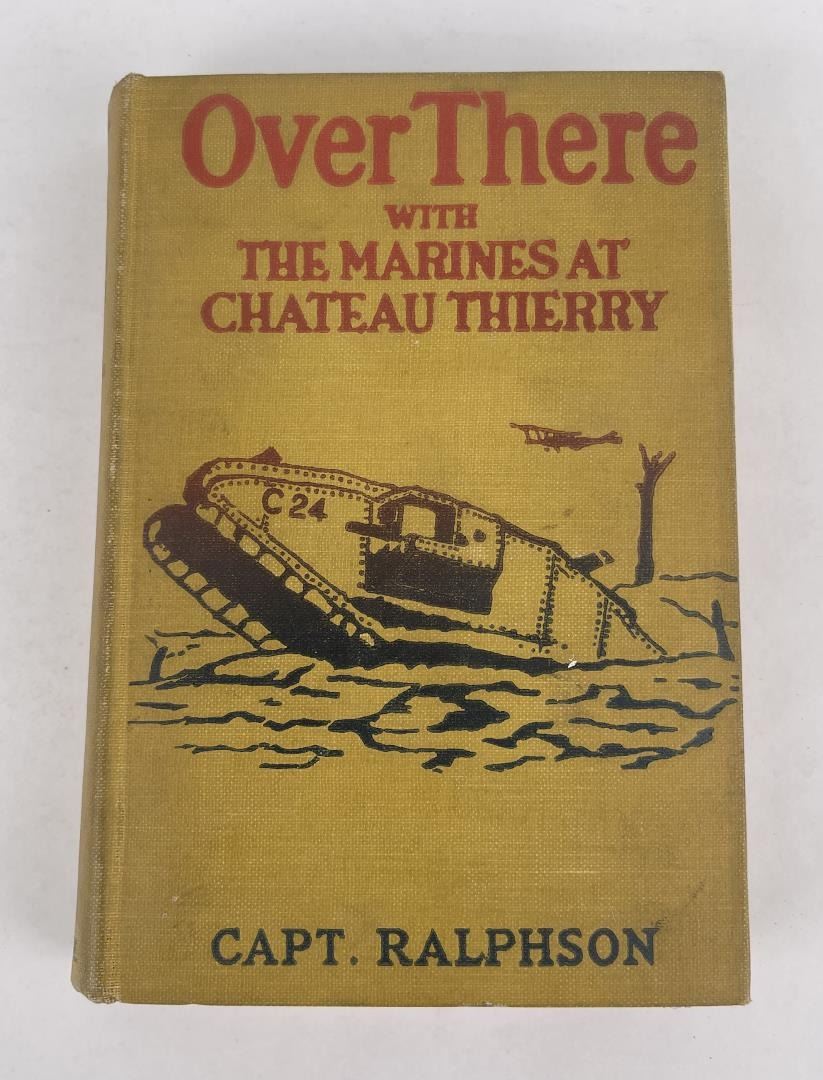 Over There
WITH
THE MARINES AT
CHATEAU THIERRY
C 24
CAPT. RALPHSON